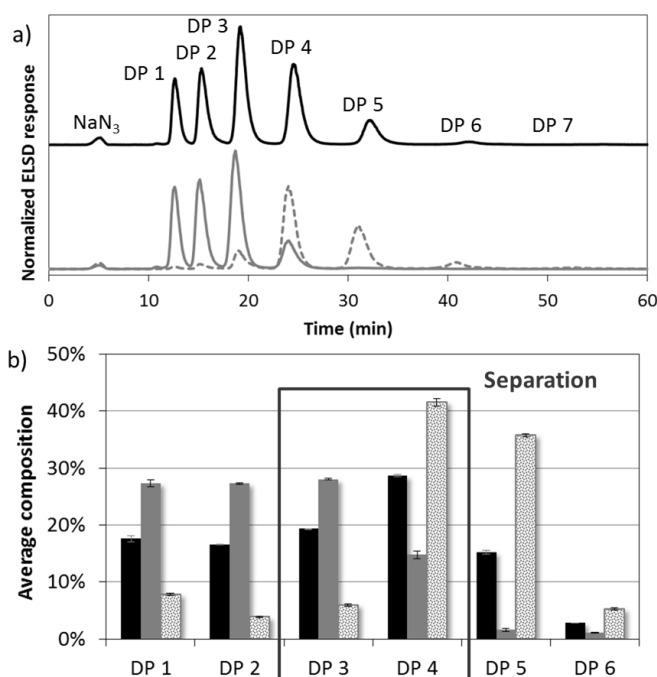 a)
Normalized ELSD response
NaN₃
DP 1
DP 2
DP 3
DP 4
DP 5
DP 6
DP 7
0 10 20 30 40 50 60
Time (min)
b)
Average composition
50%
40%
30%
20%
10%
0%
Separation
DP 1 DP 2 DP 3 DP 4 DP 5 DP 6